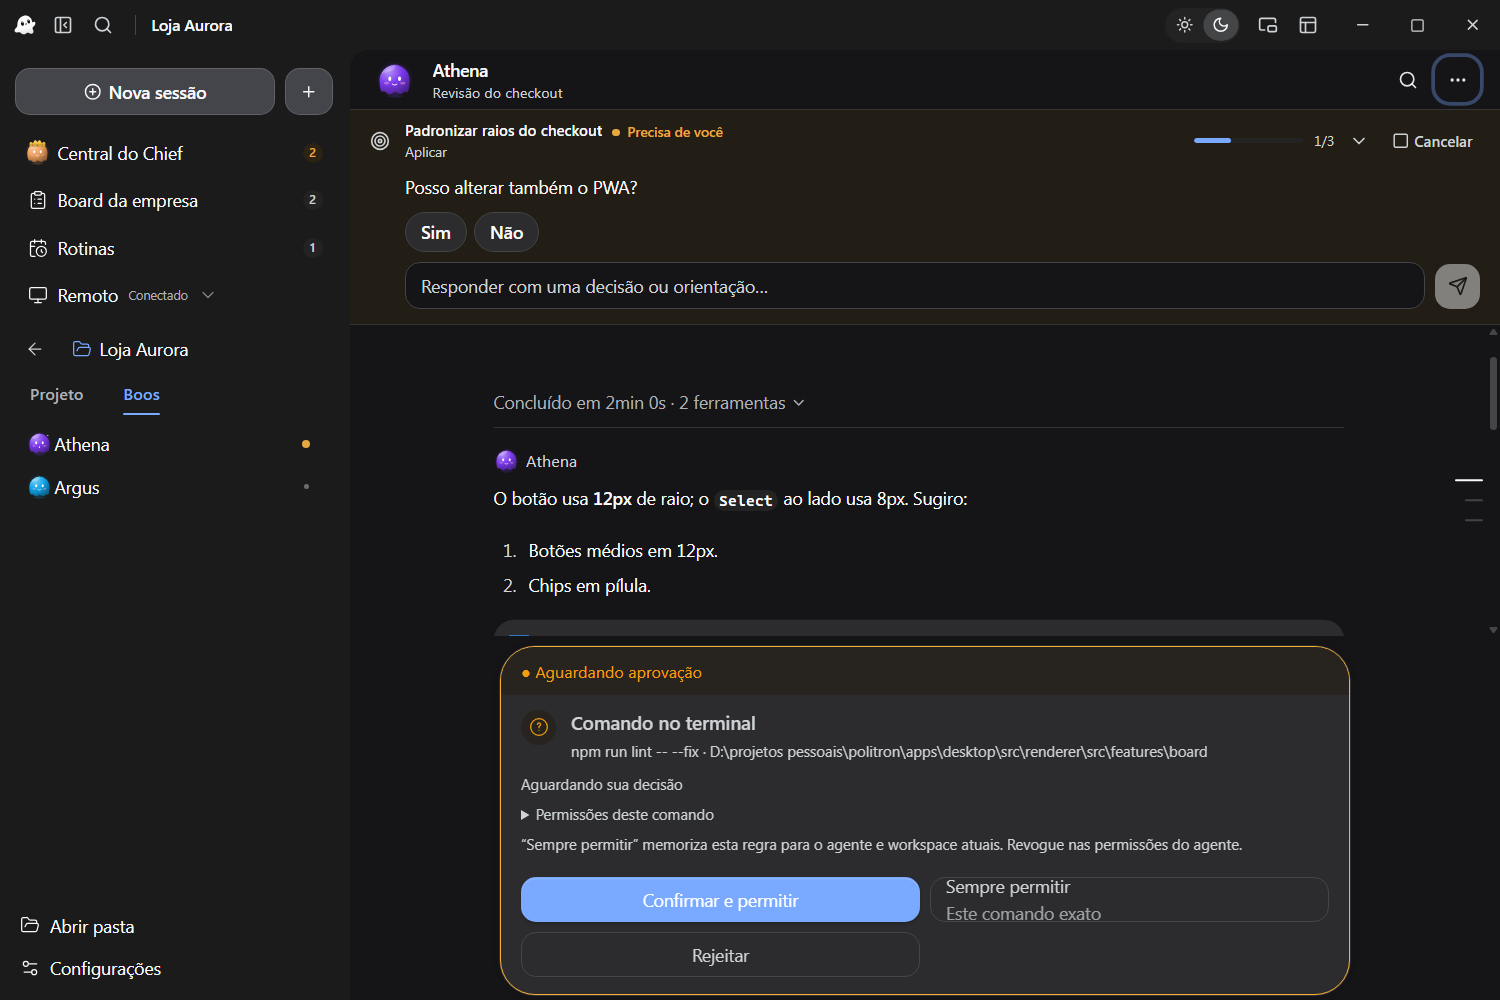 Loja Aurora
Nova sessão
Central do Chief 2
Board da empresa 2
Rotinas 1
Remoto Conectado
Loja Aurora
Projeto Boos
Athena
Argus
Abrir pasta
Configurações
Athena
Revisão do checkout
Padronizar raios do checkout Precisa de você
Aplicar
1/3 Cancelar
Posso alterar também o PWA?
Sim Não
Responder com uma decisão ou orientação...
Concluído em 2min 0s · 2 ferramentas
Athena
O botão usa 12px de raio; o Select ao lado usa 8px. Sugiro:
1. Botões médios em 12px.
2. Chips em pílula.
Aguardando aprovação
Comando no terminal
npm run lint -- --fix · D:\projetos pessoais\politron\apps\desktop\src\renderer\src\features\board
Aguardando sua decisão
Permissões deste comando
“Sempre permitir” memoriza esta regra para o agente e workspace atuais. Revogue nas permissões do agente.
Confirmar e permitir
Sempre permitir
Este comando exato
Rejeitar